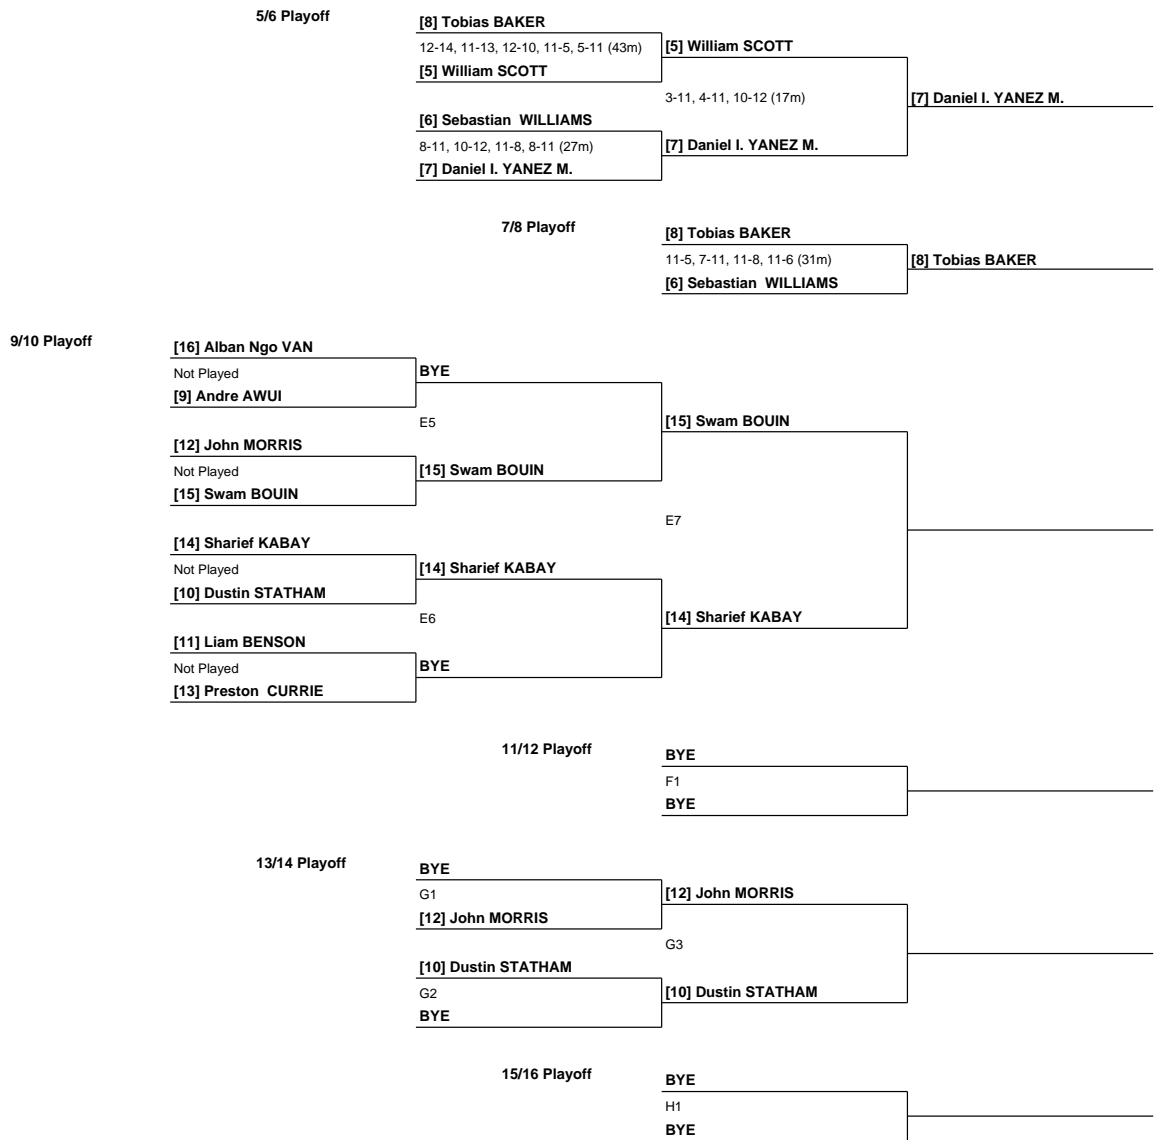 5/6 Playoff
[8] Tobias BAKER
12-14, 11-13, 12-10, 11-5, 5-11 (43m)
[5] William SCOTT
[5] William SCOTT
3-11, 4-11, 10-12 (17m)
[7] Daniel I. YANEZ M.
[6] Sebastian  WILLIAMS
8-11, 10-12, 11-8, 8-11 (27m)
[7] Daniel I. YANEZ M.
[7] Daniel I. YANEZ M.
7/8 Playoff
[8] Tobias BAKER
11-5, 7-11, 11-8, 11-6 (31m)
[8] Tobias BAKER
[6] Sebastian  WILLIAMS
9/10 Playoff
[16] Alban Ngo VAN
Not Played
BYE
[9] Andre AWUI
E5
[15] Swam BOUIN
[12] John MORRIS
Not Played
[15] Swam BOUIN
[15] Swam BOUIN
E7
[14] Sharief KABAY
Not Played
[14] Sharief KABAY
[10] Dustin STATHAM
E6
[14] Sharief KABAY
[11] Liam BENSON
Not Played
BYE
[13] Preston  CURRIE
11/12 Playoff
BYE
F1
BYE
13/14 Playoff
BYE
G1
[12] John MORRIS
[12] John MORRIS
G3
[10] Dustin STATHAM
G2
[10] Dustin STATHAM
BYE
15/16 Playoff
BYE
H1
BYE